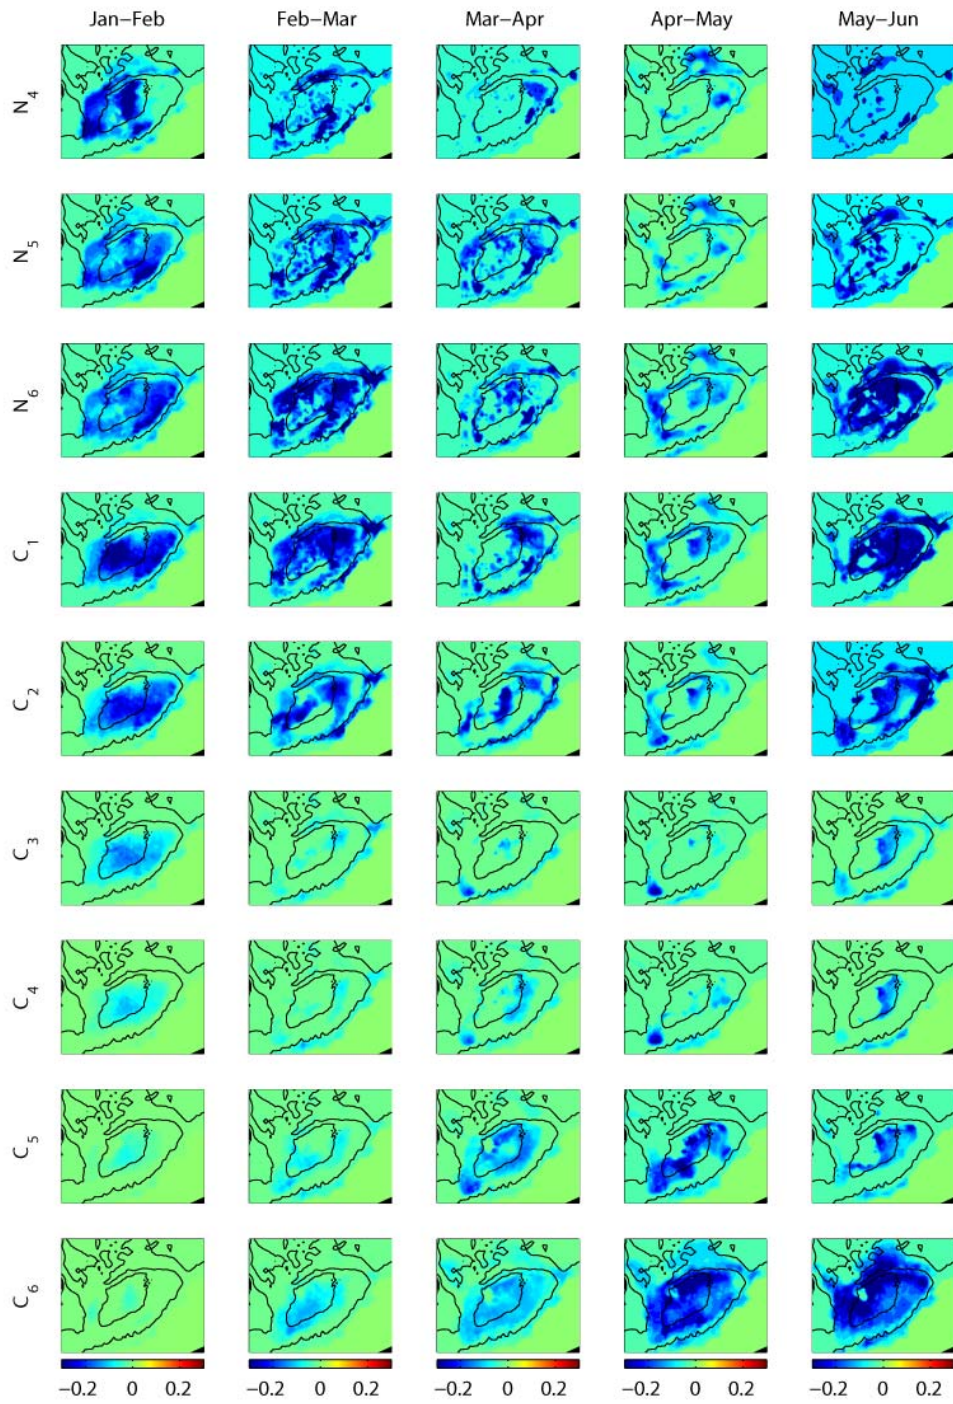 Jan–Feb Feb–Mar Mar–Apr Apr–May May–Jun
N4
N5
N6
C1
C2
C3
C4
C5
C6
−0.2 0 0.2 −0.2 0 0.2 −0.2 0 0.2 −0.2 0 0.2 −0.2 0 0.2